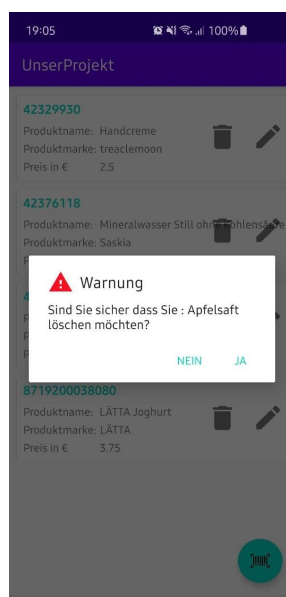 19:05
100%
UnserProjekt
42329930
Produktname: Handcreme
Produktmarke: treaclemoon
Preis in € 2.5
42376118
Produktname: Mineralwasser Still ohne Kohlensäure
Produktmarke: Saskia
Warnung
Sind Sie sicher dass Sie : Apfelsaft
löschen möchten?
NEIN JA
8719200038080
Produktname: LÄTTA Joghurt
Produktmarke: LÄTTA
Preis in € 3.75